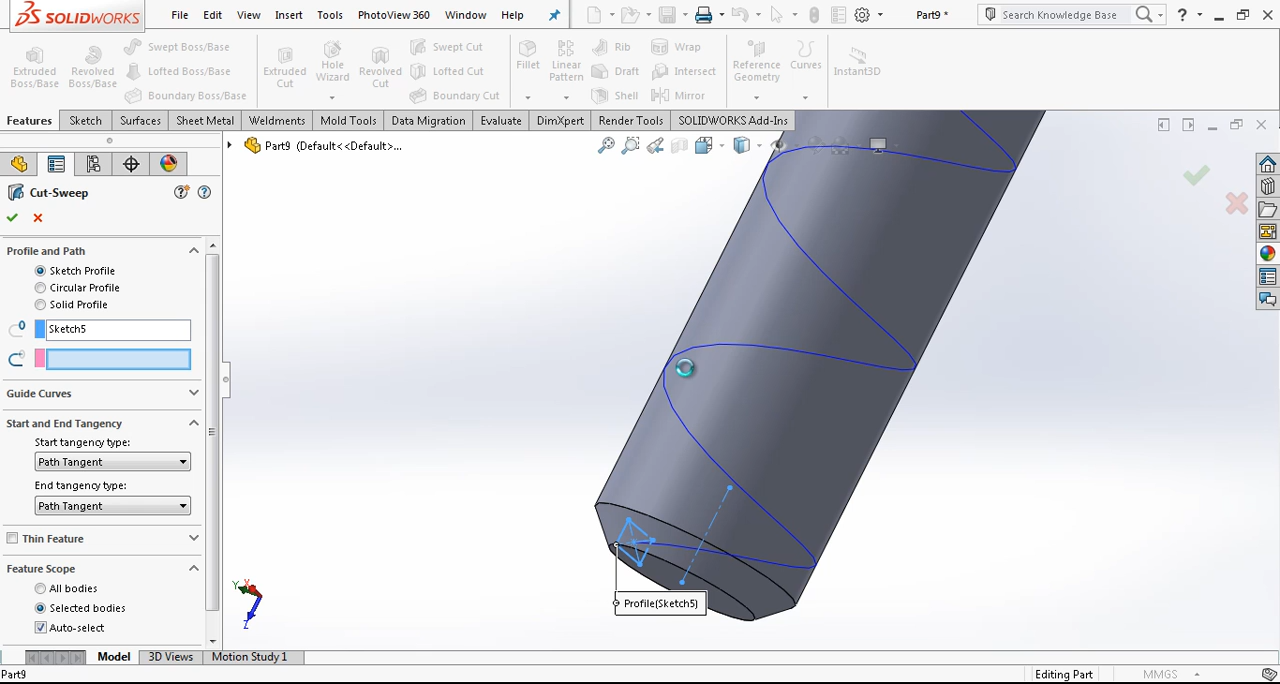 SOLIDWORKS File Edit View Insert Tools PhotoView 360 Window Help Part9 * Search Knowledge Base ?
Extruded Boss/Base
Revolved Boss/Base
Swept Boss/Base
Lofted Boss/Base
Boundary Boss/Base
Extruded Cut
Hole Wizard
Revolved Cut
Swept Cut
Lofted Cut
Boundary Cut
Fillet
Linear Pattern
Rib
Draft
Shell
Wrap
Intersect
Mirror
Reference Geometry
Curves
Instant3D
Features Sketch Surfaces Sheet Metal Weldments Mold Tools Data Migration Evaluate DimXpert Render Tools SOLIDWORKS Add-Ins
Part9 (Default<<Default>...
Cut-Sweep
Profile and Path
Sketch Profile
Circular Profile
Solid Profile
Sketch5
Guide Curves
Start and End Tangency
Start tangency type:
Path Tangent
End tangency type:
Path Tangent
Thin Feature
Feature Scope
All bodies
Selected bodies
Auto-select
Y X
Z
Profile(Sketch5)
Model 3D Views Motion Study 1
Part9 Editing Part MMGS